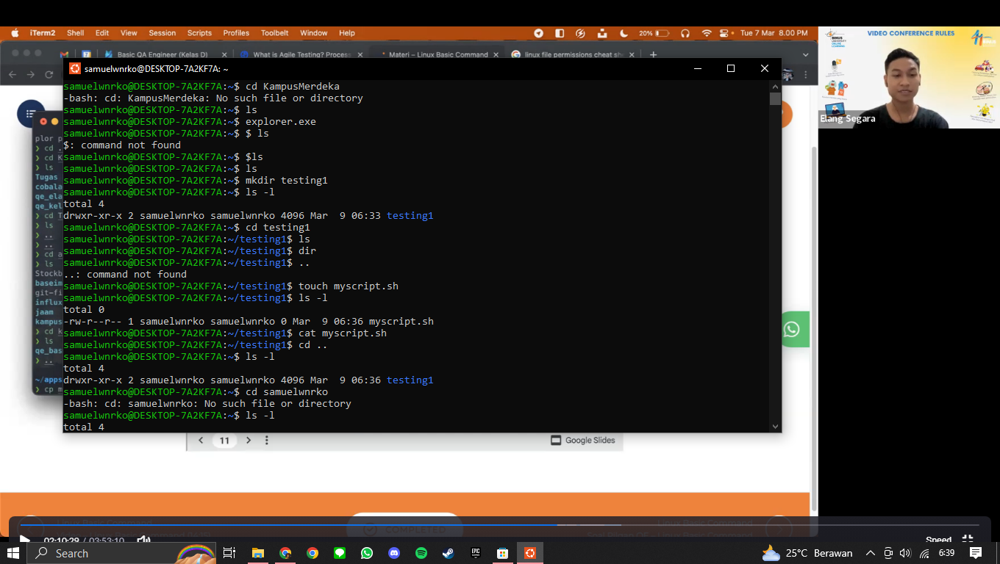 iTerm2 Shell Edit View Session Scripts Profiles Toolbelt Window Help 20% Tue 7 Mar 8.00 PM
Basic QA Engineer (Kelas D) What is Agile Testing? Process Materi – Linux Basic Command linux file permissions cheat she
VIDEO CONFERENCE RULES
Elang Segara
samuelwnrko@DESKTOP-7A2KF7A: ~
samuelwnrko@DESKTOP-7A2KF7A:~$ cd KampusMerdeka
-bash: cd: KampusMerdeka: No such file or directory
samuelwnrko@DESKTOP-7A2KF7A:~$ ls
samuelwnrko@DESKTOP-7A2KF7A:~$ explorer.exe
samuelwnrko@DESKTOP-7A2KF7A:~$ $ ls
$: command not found
samuelwnrko@DESKTOP-7A2KF7A:~$ $ls
samuelwnrko@DESKTOP-7A2KF7A:~$ ls
samuelwnrko@DESKTOP-7A2KF7A:~$ mkdir testing1
samuelwnrko@DESKTOP-7A2KF7A:~$ ls -l
total 4
drwxr-xr-x 2 samuelwnrko samuelwnrko 4096 Mar  9 06:33 testing1
samuelwnrko@DESKTOP-7A2KF7A:~$ cd testing1
samuelwnrko@DESKTOP-7A2KF7A:~/testing1$ ls
samuelwnrko@DESKTOP-7A2KF7A:~/testing1$ dir
samuelwnrko@DESKTOP-7A2KF7A:~/testing1$ ..
..: command not found
samuelwnrko@DESKTOP-7A2KF7A:~/testing1$ touch myscript.sh
samuelwnrko@DESKTOP-7A2KF7A:~/testing1$ ls -l
total 0
-rw-r--r-- 1 samuelwnrko samuelwnrko 0 Mar  9 06:36 myscript.sh
samuelwnrko@DESKTOP-7A2KF7A:~/testing1$ cat myscript.sh
samuelwnrko@DESKTOP-7A2KF7A:~/testing1$ cd ..
samuelwnrko@DESKTOP-7A2KF7A:~$ ls -l
total 4
drwxr-xr-x 2 samuelwnrko samuelwnrko 4096 Mar  9 06:36 testing1
samuelwnrko@DESKTOP-7A2KF7A:~$ cd samuelwnrko
-bash: cd: samuelwnrko: No such file or directory
samuelwnrko@DESKTOP-7A2KF7A:~$ ls -l
total 4
plor p
❯ cd .
❯ cd K
❯ ls
Tugas
cobala
qe_ela
qe_kel
❯ cd T
❯ ls
❯ ..
❯ ..
❯ cd a
❯ ls
Stockb
baseim
git-fi
influx
jaam
kampus
❯ cd k
❯ ls
qe_bas
❯ ..
~/apps
❯ cp m
11
Google Slides
Linux Basic Command
COMPLETED
Linux Basic Command
02:10:29 / 03:53:10
Speed
Search
25°C Berawan
6:39